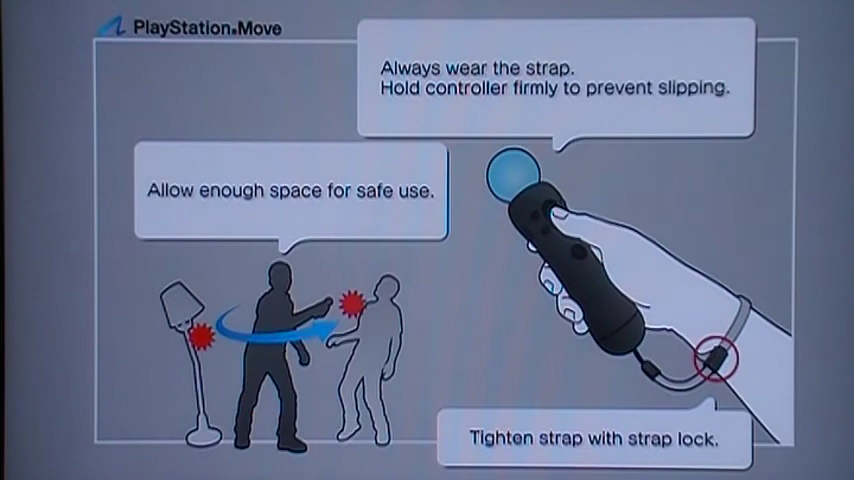 PlayStation®Move
Always wear the strap.
Hold controller firmly to prevent slipping.
Allow enough space for safe use.
Tighten strap with strap lock.